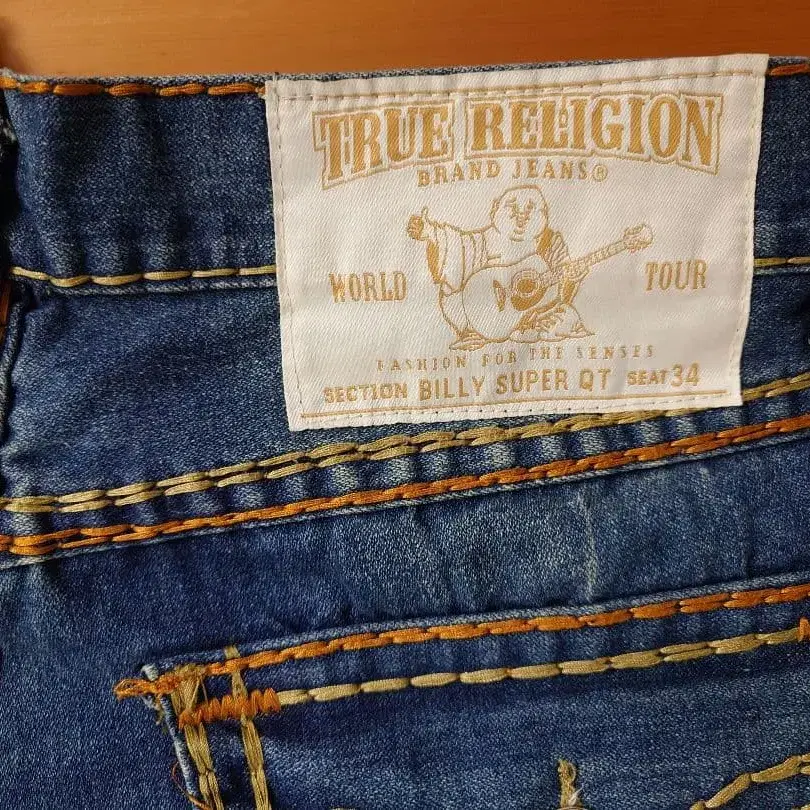 TRUE RELIGION
BRAND JEANS®
WORLD TOUR
FASHION FOR THE SENSES
SECTION BILLY SUPER QT SEAT 34